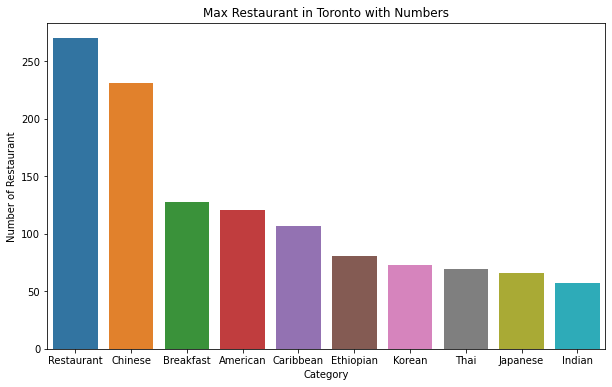 Max Restaurant in Toronto with Numbers
Number of Restaurant
250
200
150
100
50
0
Restaurant Chinese Breakfast American Caribbean Ethiopian Korean Thai Japanese Indian
Category